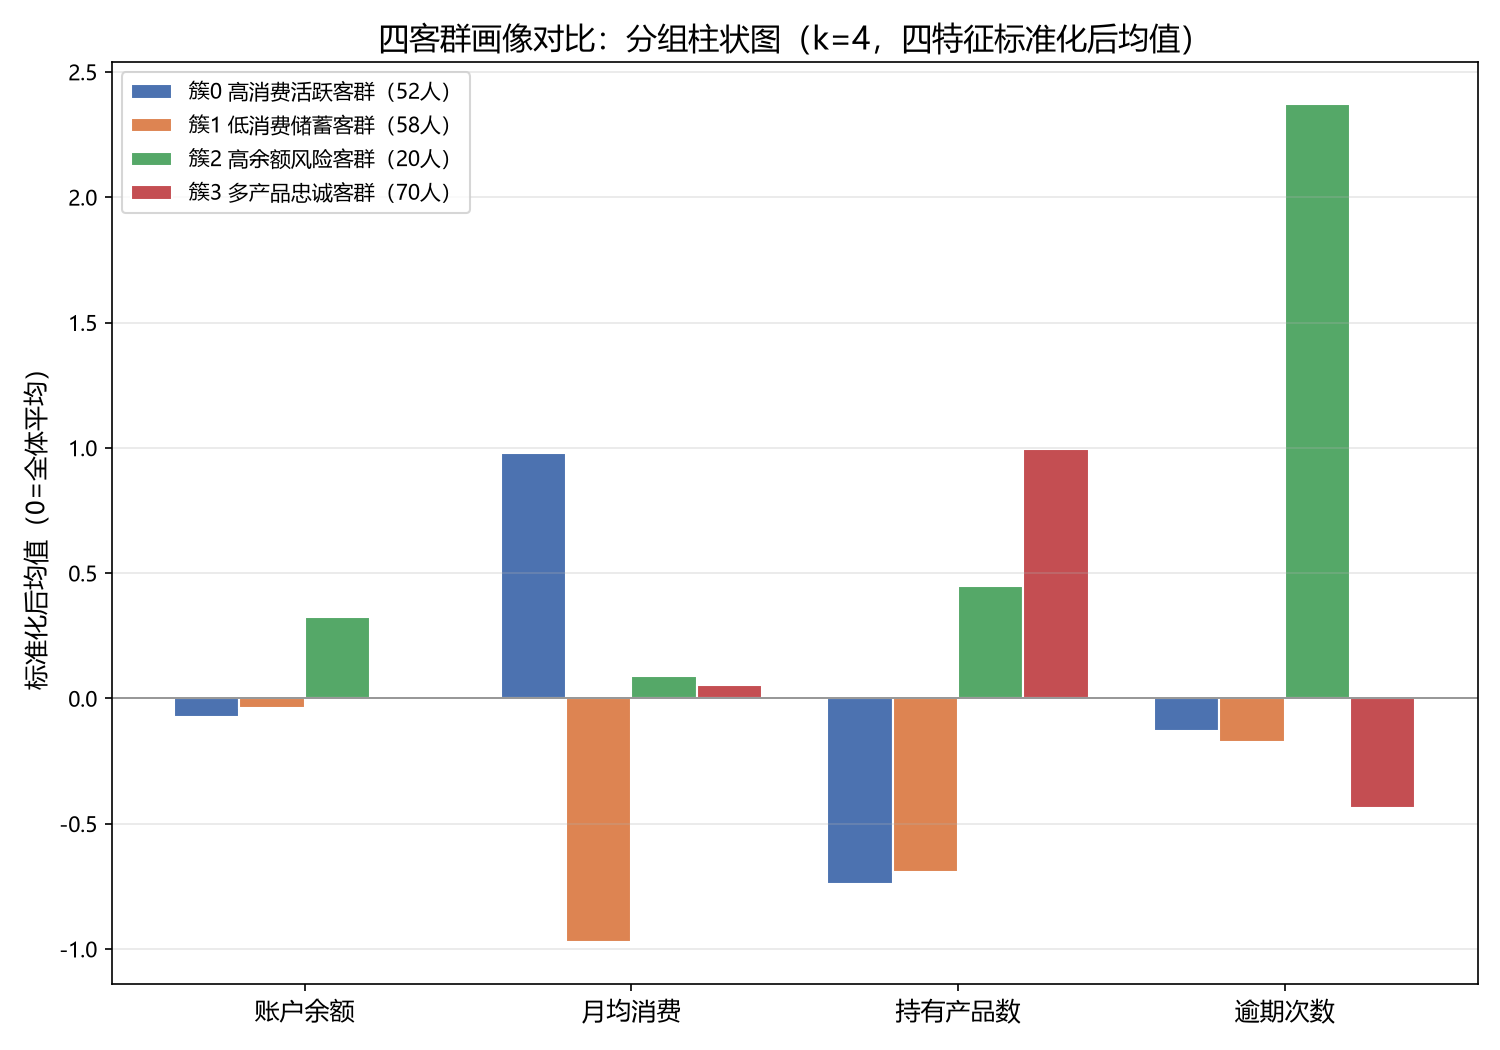 四客群画像对比：分组柱状图（k=4，四特征标准化后均值）
簇0 高消费活跃客群（52人）
簇1 低消费储蓄客群（58人）
簇2 高余额风险客群（20人）
簇3 多产品忠诚客群（70人）
标准化后均值（0=全体平均）
2.5
2.0
1.5
1.0
0.5
0.0
-0.5
-1.0
账户余额
月均消费
持有产品数
逾期次数